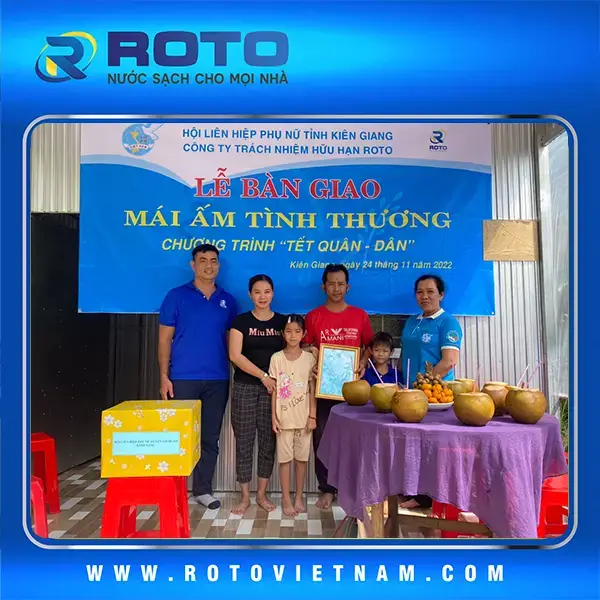 ROTO
NƯỚC SẠCH CHO MỌI NHÀ
HỘI LIÊN HIỆP PHỤ NỮ TỈNH KIÊN GIANG
CÔNG TY TRÁCH NHIỆM HỮU HẠN ROTO
ROTO
LỄ BÀN GIAO
MÁI ẤM TÌNH THƯƠNG
CHƯƠNG TRÌNH "TẾT QUÂN - DÂN"
Kiên Giang, ngày 24 tháng 11 năm 2022
Miu Miu
WWW.ROTOVIETNAM.COM